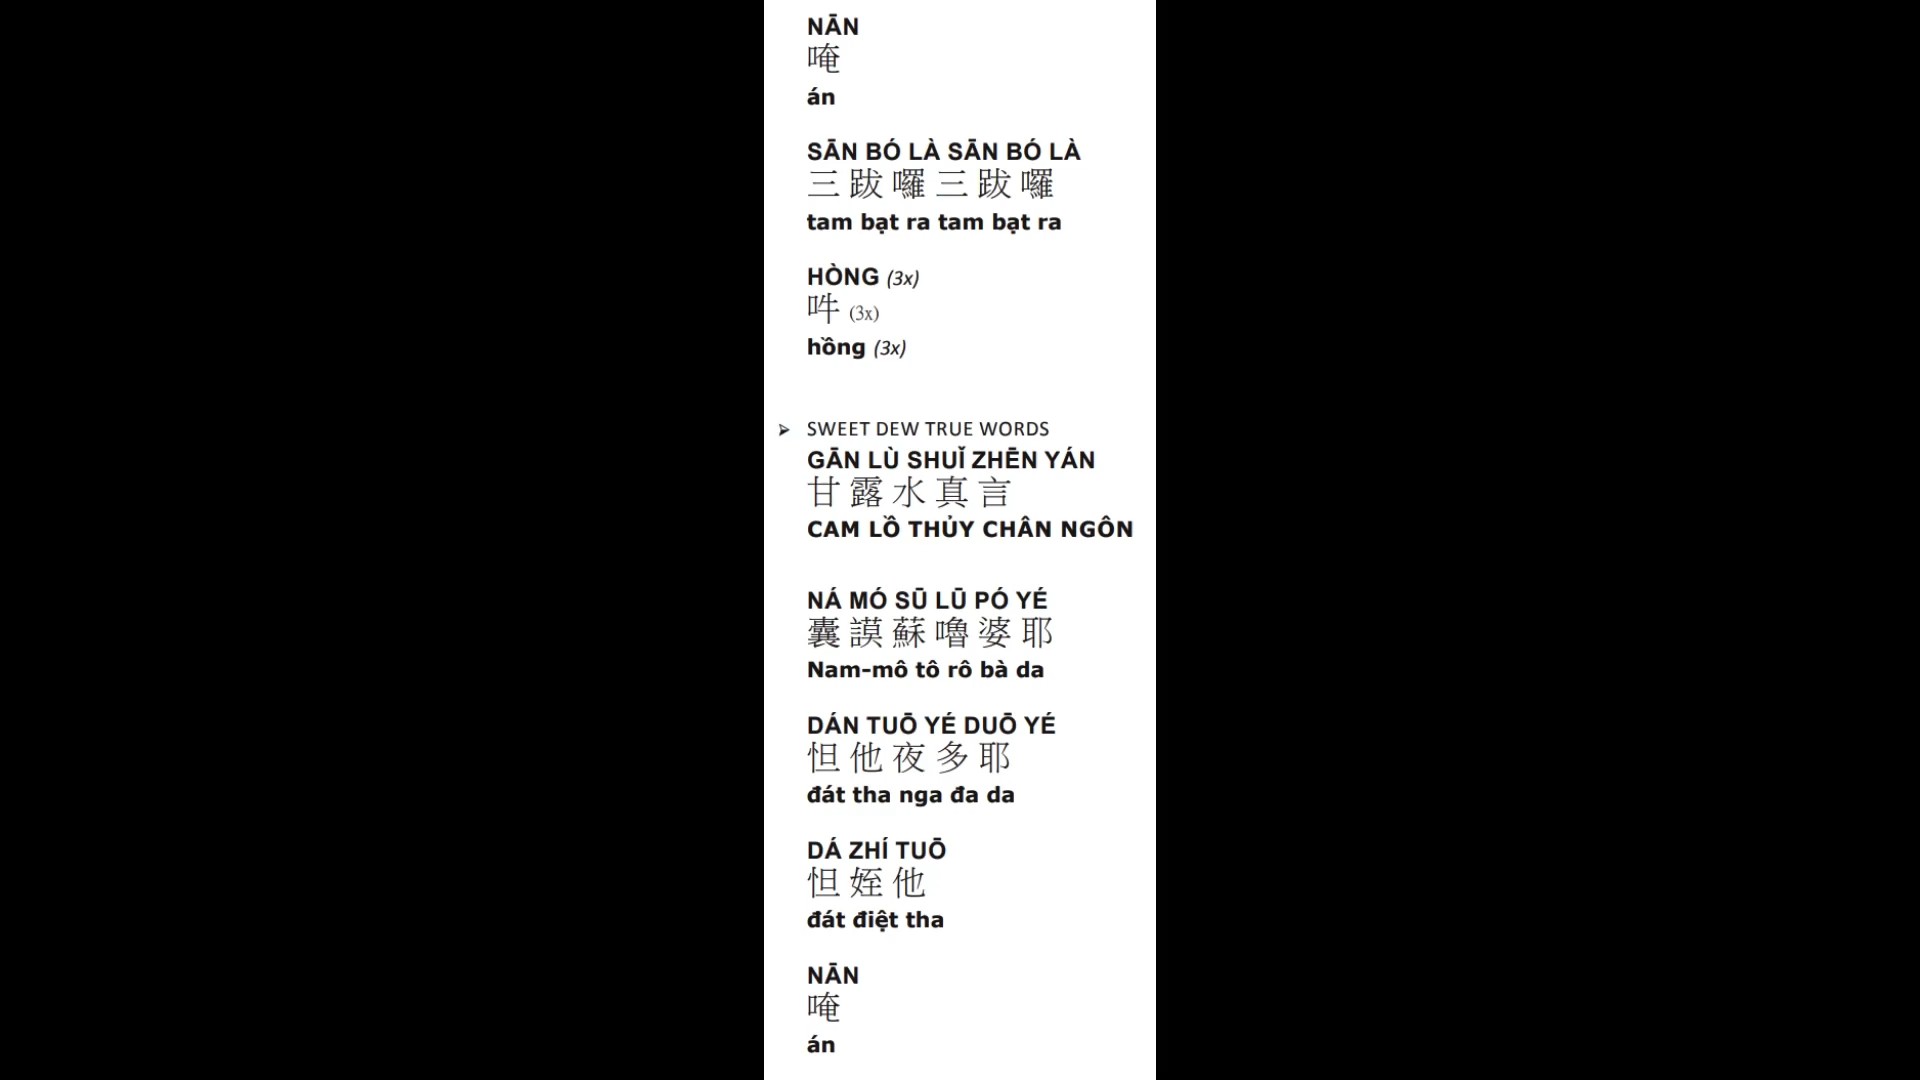 NĀN
唵
án
SĀN BÓ LÀ SĀN BÓ LÀ
三 跋 囉 三 跋 囉
tam bạt ra tam bạt ra
HÒNG (3x)
吽 (3x)
hồng (3x)
➢ SWEET DEW TRUE WORDS
GĀN LÙ SHUǏ ZHĒN YÁN
甘 露 水 真 言
CAM LỒ THỦY CHÂN NGÔN
NÁ MÓ SŪ LŪ PÓ YÉ
囊 謨 蘇 嚕 婆 耶
Nam-mô tô rô bà da
DÁN TUŌ YÉ DUŌ YÉ
怛 他 夜 多 耶
đát tha nga đa da
DÁ ZHÍ TUŌ
怛 姪 他
đát điệt tha
NĀN
唵
án